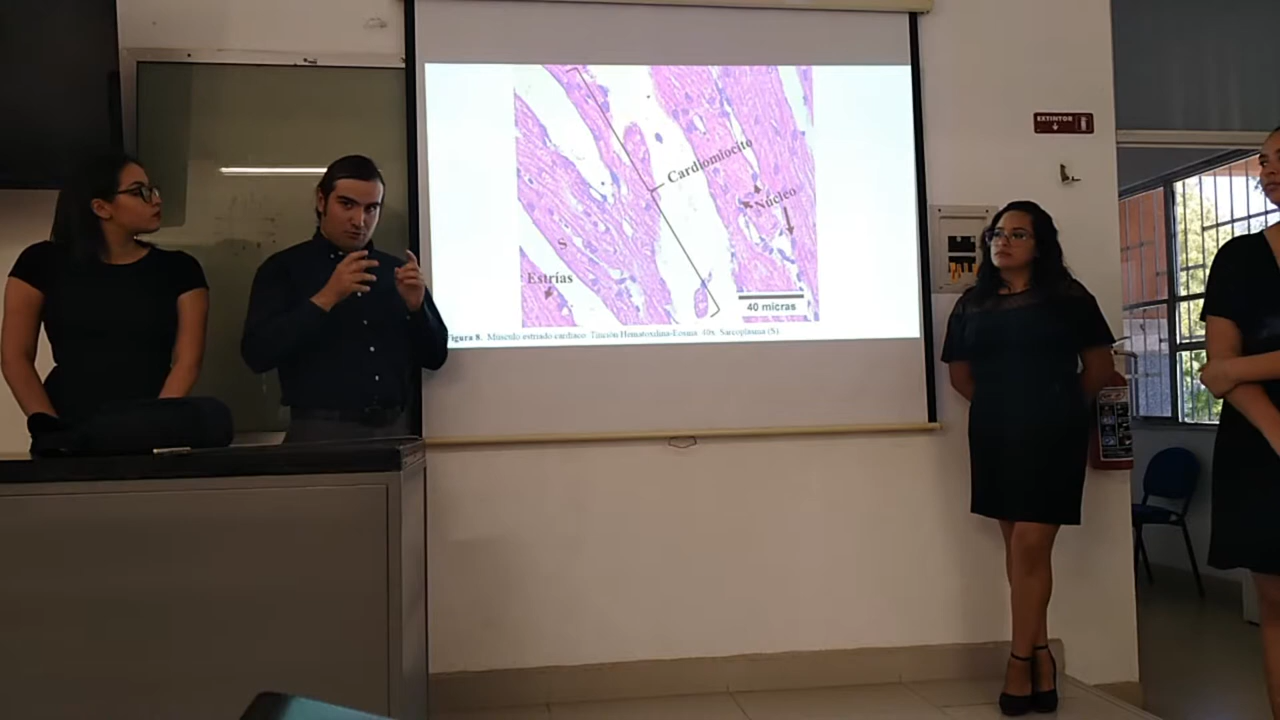 EXTINTOR
Cardiomiocito
Núcleo
S
Estrías
40 micras
Figura 8. Músculo estriado cardiaco. Tinción Hematoxilina-Eosina. 40x. Sarcoplasma (S).